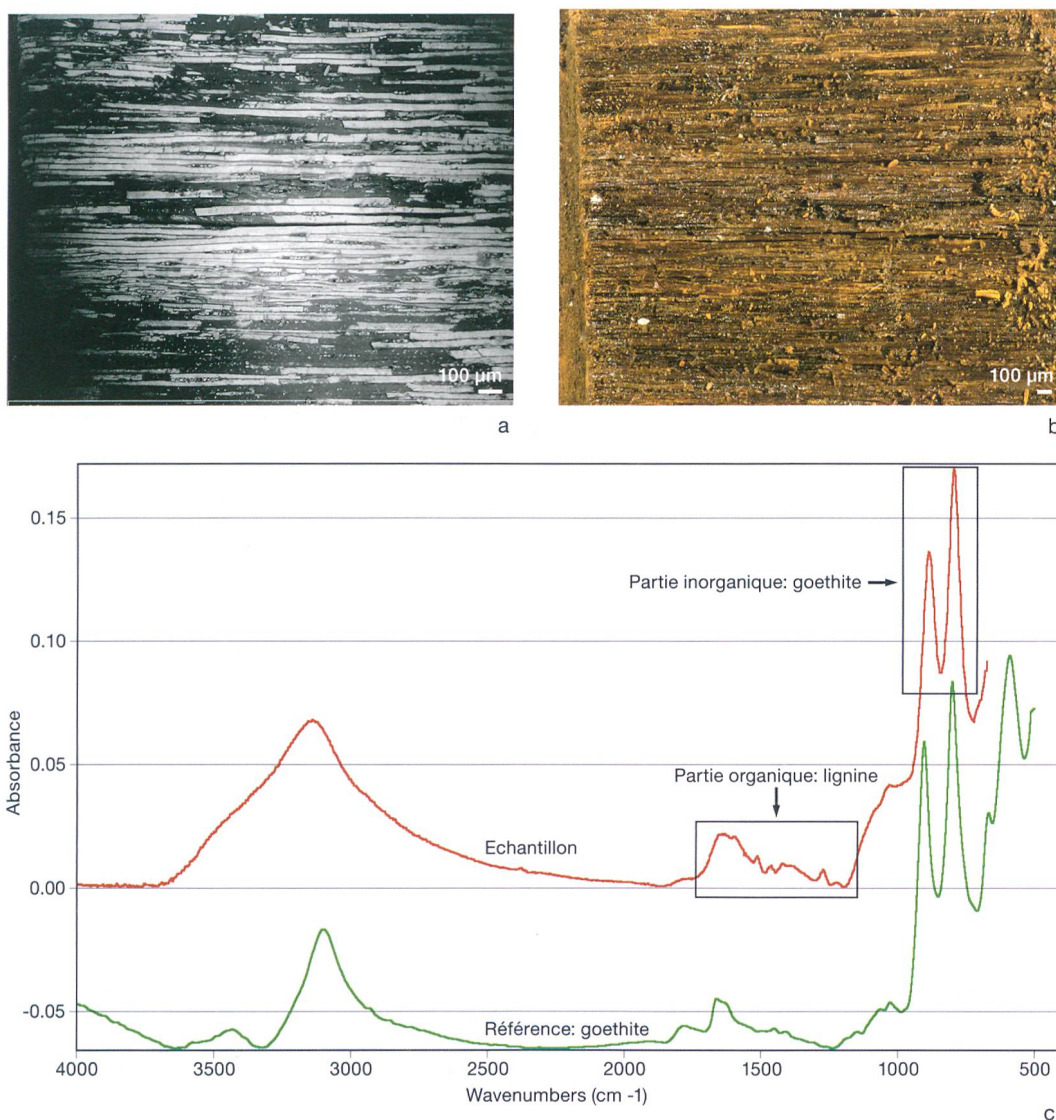 100 µm
100 µm
a
b
0.15
Partie inorganique: goethite
0.10
Absorbance
0.05
Partie organique: lignine
Echantillon
0.00
-0.05
Référence: goethite
4000 3500 3000 2500 2000 1500 1000 500
Wavenumbers (cm -1)
c